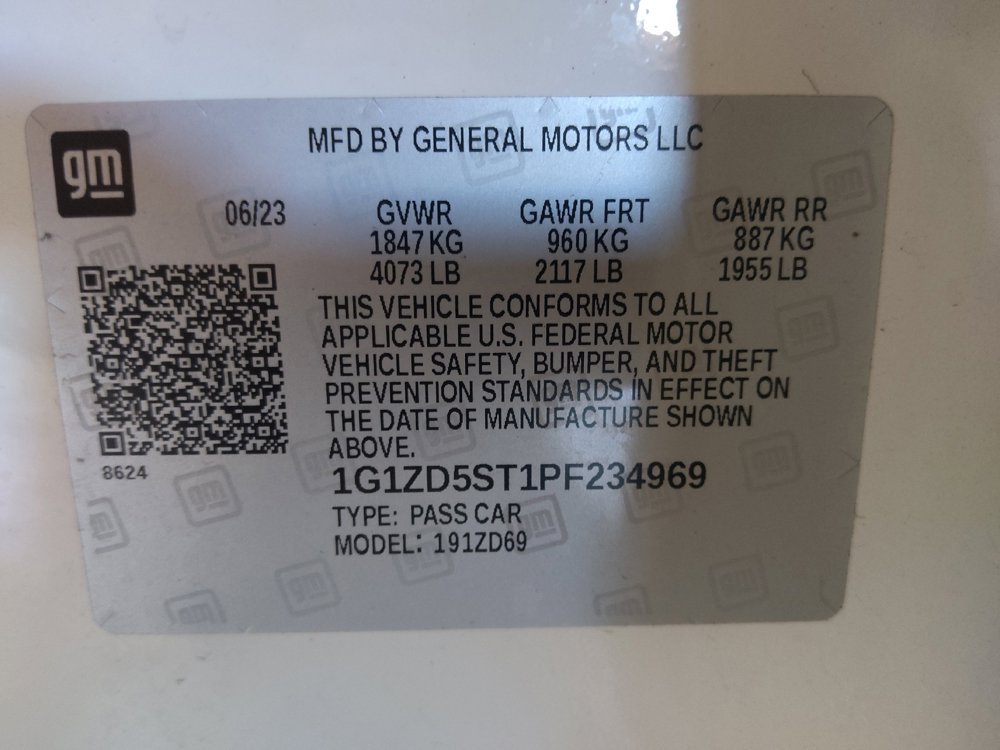 gm
MFD BY GENERAL MOTORS LLC
06/23 GVWR GAWR FRT GAWR RR
1847 KG 960 KG 887 KG
4073 LB 2117 LB 1955 LB
THIS VEHICLE CONFORMS TO ALL
APPLICABLE U.S. FEDERAL MOTOR
VEHICLE SAFETY, BUMPER, AND THEFT
PREVENTION STANDARDS IN EFFECT ON
THE DATE OF MANUFACTURE SHOWN
ABOVE.
8624
1G1ZD5ST1PF234969
TYPE: PASS CAR
MODEL: 191ZD69